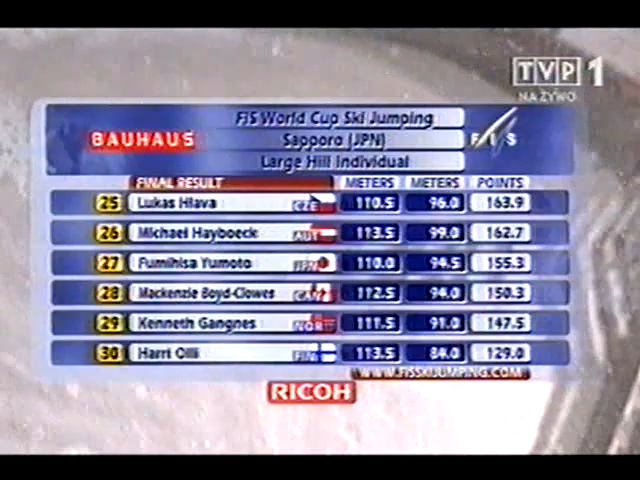 TVP1
NA ŻYWO
FIS World Cup Ski Jumping
BAUHAUS Sapporo (JPN) FIS
Large Hill Individual
FINAL RESULT METERS METERS POINTS
25 Lukas Hlava CZE 110.5 96.0 163.9
26 Michael Hayboeck AUT 113.5 99.0 162.7
27 Fumihisa Yumoto JPN 110.0 94.5 155.3
28 Mackenzie Boyd-Clowes CAN 112.5 94.0 150.3
29 Kenneth Gangnes NOR 111.5 91.0 147.5
30 Harri Olli FIN 113.5 84.0 129.0
WWW.FISSKIJUMPING.COM
RICOH